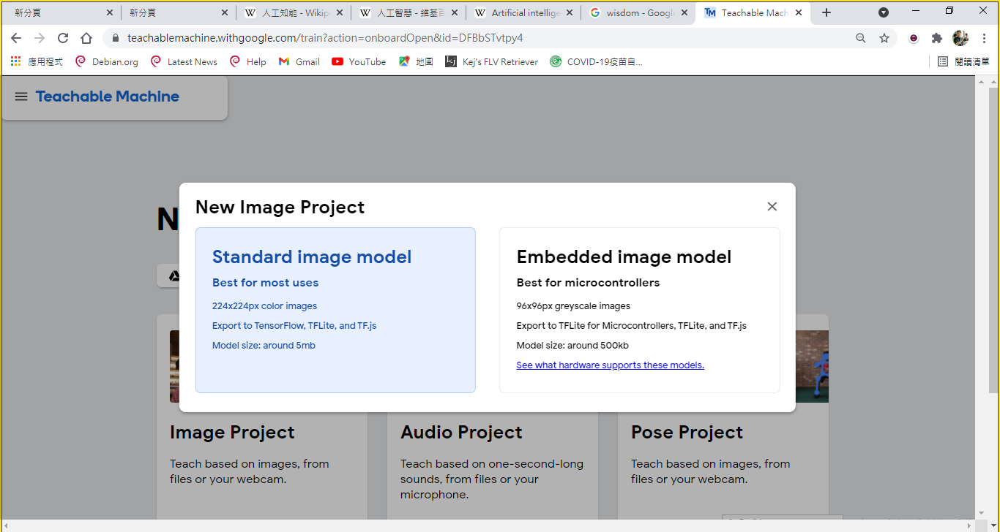 新分頁
新分頁
人工知能 - Wikip
人工智慧 - 維基百
Artificial intellige
wisdom - Googl
Teachable Mach
teachablemachine.withgoogle.com/train?action=onboardOpen&id=DFBbSTvtpy4
應用程式
Debian.org
Latest News
Help
Gmail
YouTube
地圖
Kej's FLV Retriever
COVID-19疫苗自...
閱讀清單
Teachable Machine
N
New Image Project
Standard image model
Best for most uses
224x224px color images
Export to TensorFlow, TFLite, and TF.js
Model size: around 5mb
Embedded image model
Best for microcontrollers
96x96px greyscale images
Export to TFLite for Microcontrollers, TFLite, and TF.js
Model size: around 500kb
See what hardware supports these models.
Image Project
Teach based on images, from
files or your webcam.
Audio Project
Teach based on one-second-long
sounds, from files or your
microphone.
Pose Project
Teach based on images, from
files or your webcam.